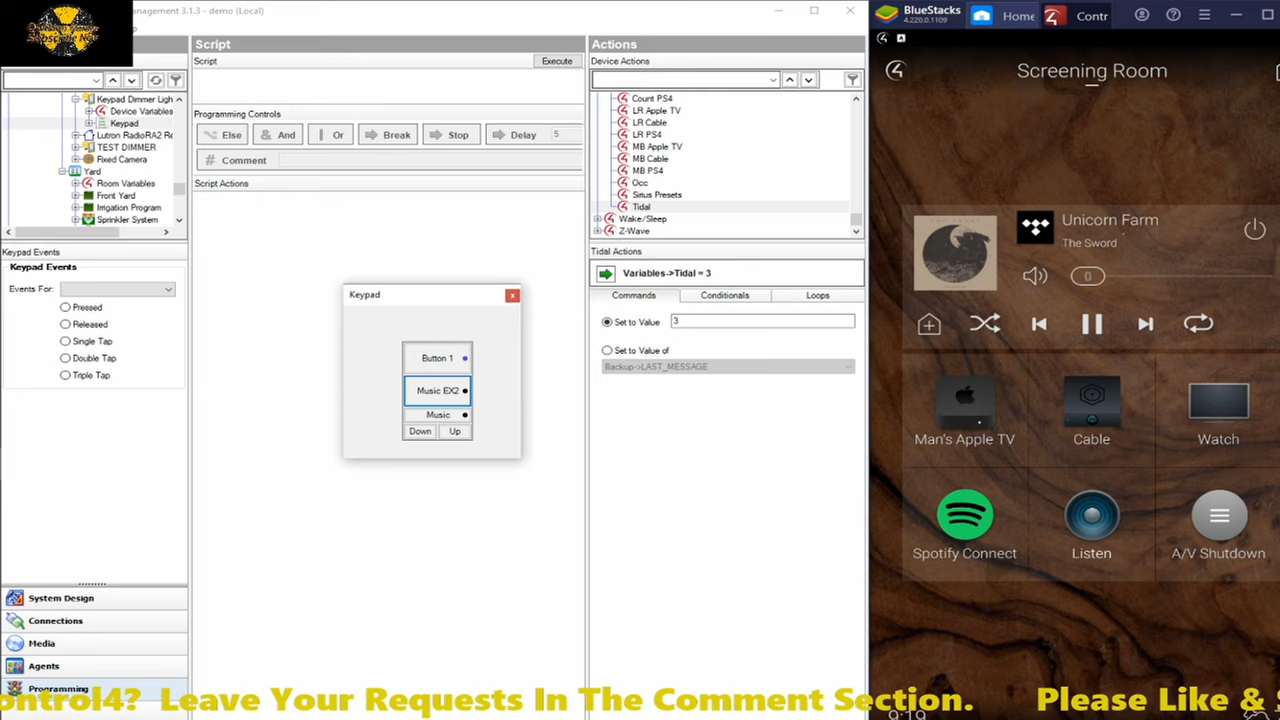 anagement 3.1.3 - demo (Local)
Script
Script
Execute
Programming Controls
Else
And
Or
Break
Stop
Delay
5
Comment
Script Actions
Keypad Dimmer Ligh
Device Variables
Keypad
Lutron RadioRA2 Re
TEST DIMMER
Fixed Camera
Yard
Room Variables
Front Yard
Irrigation Program
Sprinkler System
Keypad Events
Keypad Events
Events For:
Pressed
Released
Single Tap
Double Tap
Triple Tap
System Design
Connections
Media
Agents
Programming
Keypad
Button 1
Music EX2
Music
Down
Up
Actions
Device Actions
Count PS4
LR Apple TV
LR Cable
LR PS4
MB Apple TV
MB Cable
MB PS4
Occ
Sirius Presets
Tidal
Wake/Sleep
Z-Wave
Tidal Actions
Variables->Tidal = 3
Commands
Conditionals
Loops
Set to Value
3
Set to Value of
Backup->LAST_MESSAGE
BlueStacks
4.220.0.1109
Home
Contr
Screening Room
Unicorn Farm
The Sword
0
Man's Apple TV
Cable
Watch
Spotify Connect
Listen
A/V Shutdown
ontrol4? Leave Your Requests In The Comment Section. Please Like &